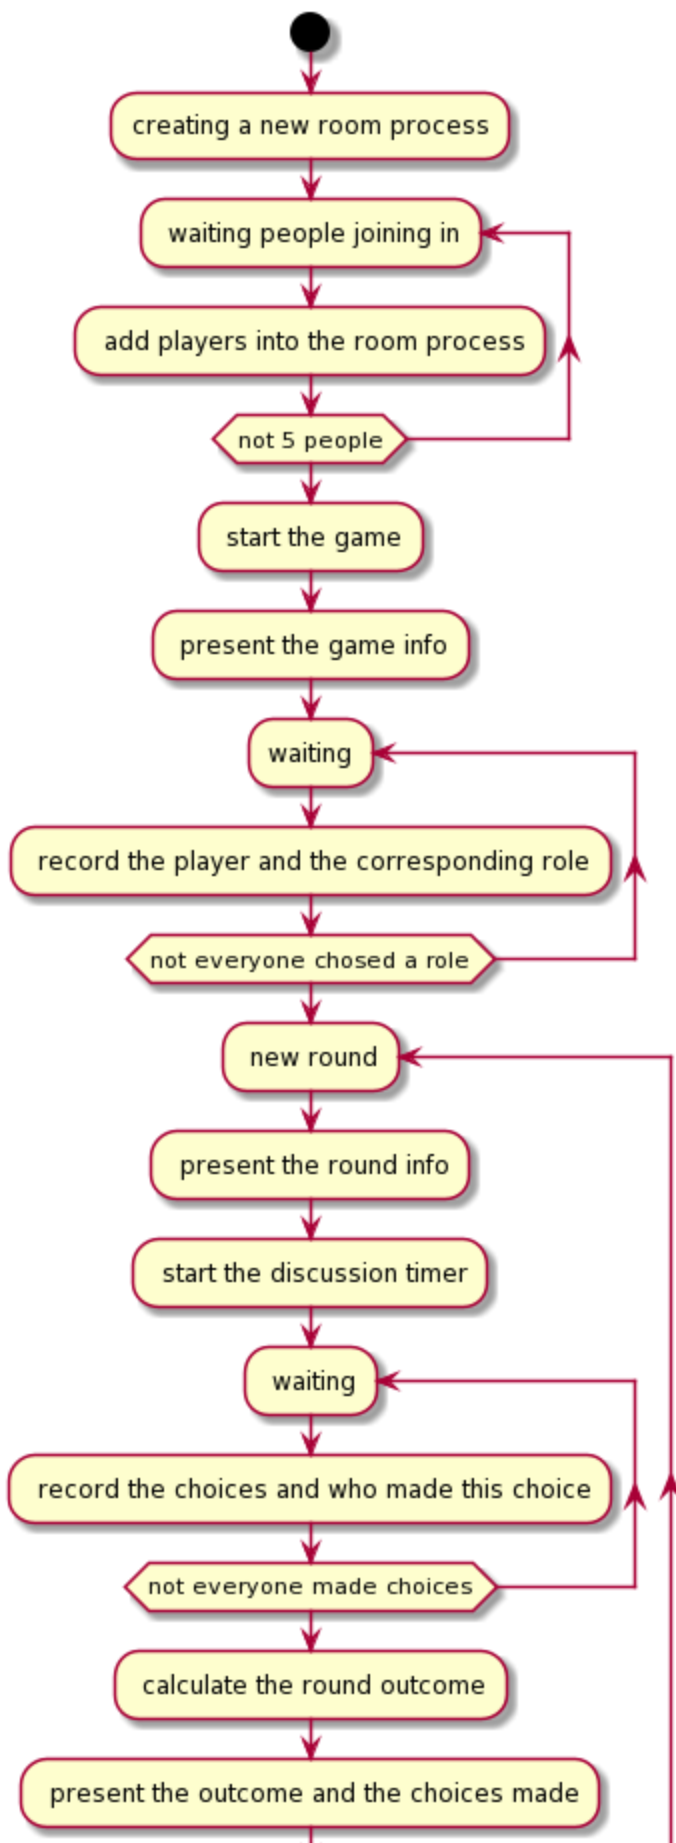 creating a new room process
waiting people joining in
add players into the room process
not 5 people
start the game
present the game info
waiting
record the player and the corresponding role
not everyone chosed a role
new round
present the round info
start the discussion timer
waiting
record the choices and who made this choice
not everyone made choices
calculate the round outcome
present the outcome and the choices made